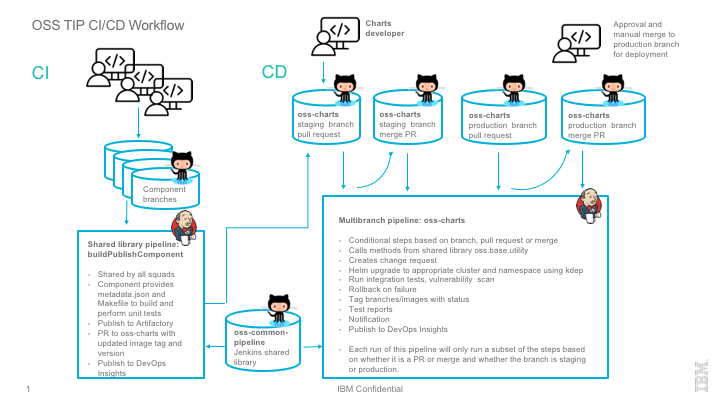 OSS TIP CI/CD Workflow
CI
CD
Charts
developer
Approval and
manual merge to
production branch
for deployment
oss-charts
staging branch
pull request
oss-charts
staging branch
merge PR
oss-charts
production branch
pull request
oss-charts
production branch
merge PR
Component
branches
Shared library pipeline:
buildPublishComponent
- Shared by all squads
- Component provides
metadata.json and
Makefile to build and
perform unit tests
- Publish to Artifactory
- PR to oss-charts with
updated image tag and
version
- Publish to DevOps
Insights
oss-common-
pipeline
Jenkins shared
library
Multibranch pipeline: oss-charts
- Conditional steps based on branch, pull request or merge
- Calls methods from shared library oss.base.utility
- Creates change request
- Helm upgrade to appropriate cluster and namespace using kdep
- Run integration tests, vulnerability scan
- Rollback on failure
- Tag branches/images with status
- Test reports
- Notification
- Publish to DevOps Insights
- Each run of this pipeline will only run a subset of the steps based
on whether it is a PR or merge and whether the branch is staging
or production.
1
IBM Confidential
IBM